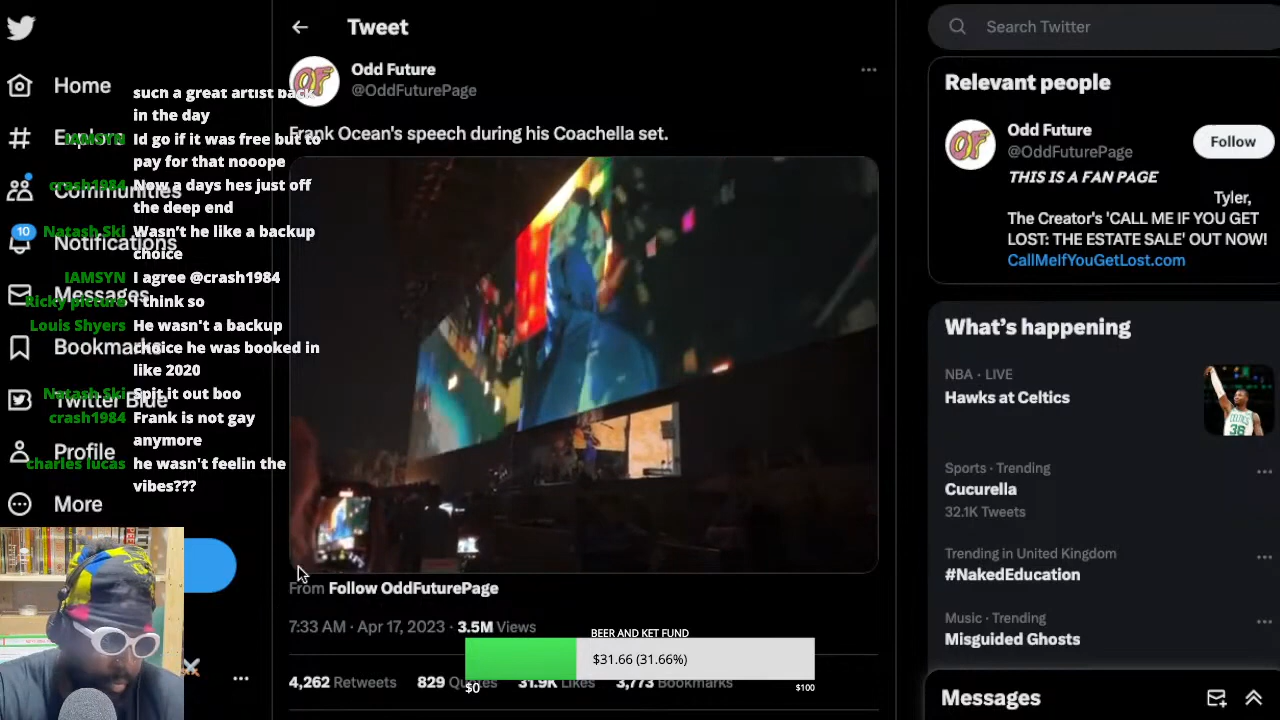 Home
Explore
Communities
10
Notifications
Messages
Bookmarks
Twitter Blue
Profile
More
such a great artist back
in the day
IAMSYN Id go if it was free but to
pay for that nooope
crash1984 Now a days hes just off
the deep end
Natash Ski Wasn't he like a backup
choice
IAMSYN I agree @crash1984
Ricky picture think so
Louis Shyers He wasn't a backup
choice he was booked in
like 2020
Natash Ski Spit it out boo
crash1984 Frank is not gay
anymore
charles lucas he wasn't feelin the
vibes???
Tweet
OF
Odd Future
@OddFuturePage
Frank Ocean's speech during his Coachella set.
From Follow OddFuturePage
7:33 AM · Apr 17, 2023 · 3.5M Views
BEER AND KET FUND
$31.66 (31.66%)
$0
$100
4,262 Retweets 829 Quotes 31.9K Likes 3,773 Bookmarks
Search Twitter
Relevant people
OF
Odd Future
@OddFuturePage
Follow
THIS IS A FAN PAGE
Tyler,
The Creator's 'CALL ME IF YOU GET
LOST: THE ESTATE SALE' OUT NOW!
CallMeIfYouGetLost.com
What's happening
NBA · LIVE
Hawks at Celtics
Sports · Trending
Cucurella
32.1K Tweets
Trending in United Kingdom
#NakedEducation
Music · Trending
Misguided Ghosts
Messages